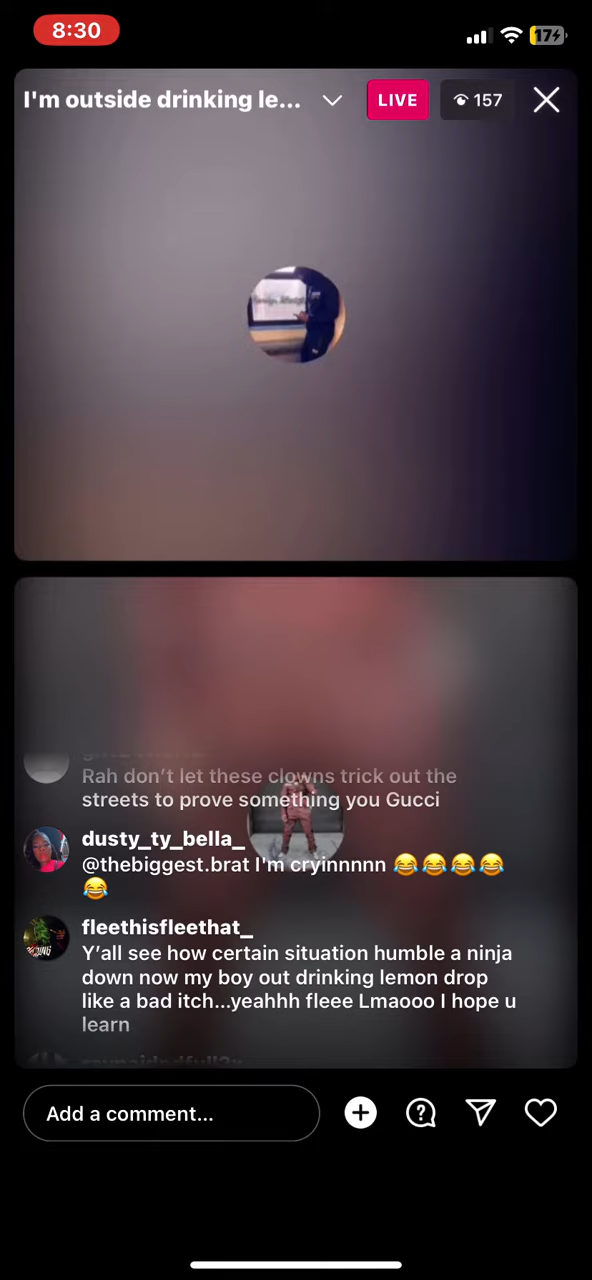 8:30
17
I'm outside drinking le...
LIVE
157
Rah don't let these clowns trick out the
streets to prove something you Gucci
dusty_ty_bella_
@thebiggest.brat I'm cryinnnnn 😂😂😂😂
😂
fleethisfleethat_
Y'all see how certain situation humble a ninja
down now my boy out drinking lemon drop
like a bad itch...yeahhh fleee Lmaooo I hope u
learn
Add a comment...